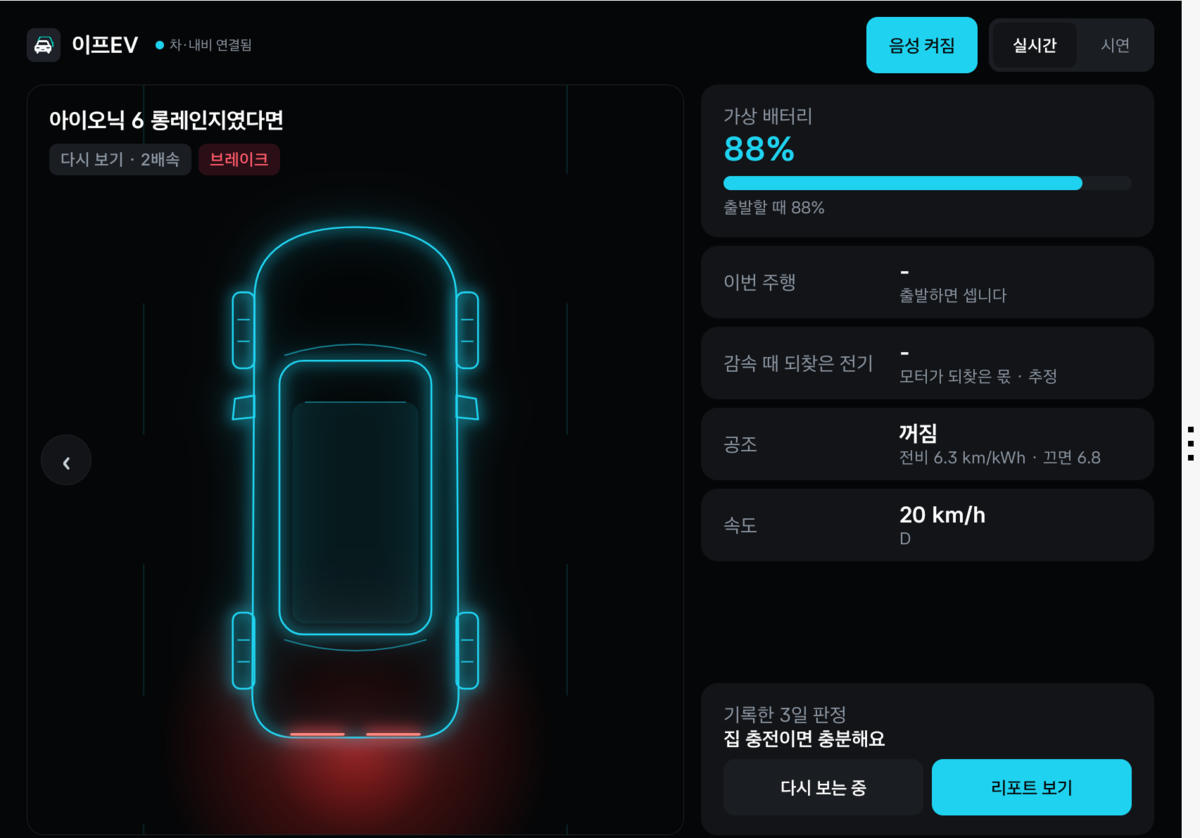 이프EV
차·내비 연결됨
음성 켜짐
실시간
시연
아이오닉 6 롱레인지였다면
다시 보기 · 2배속
브레이크
가상 배터리
88%
출발할 때 88%
이번 주행
-
출발하면 셉니다
감속 때 되찾은 전기
-
모터가 되찾은 몫 · 추정
공조
꺼짐
전비 6.3 km/kWh · 끄면 6.8
속도
20 km/h
D
기록한 3일 판정
집 충전이면 충분해요
다시 보는 중
리포트 보기